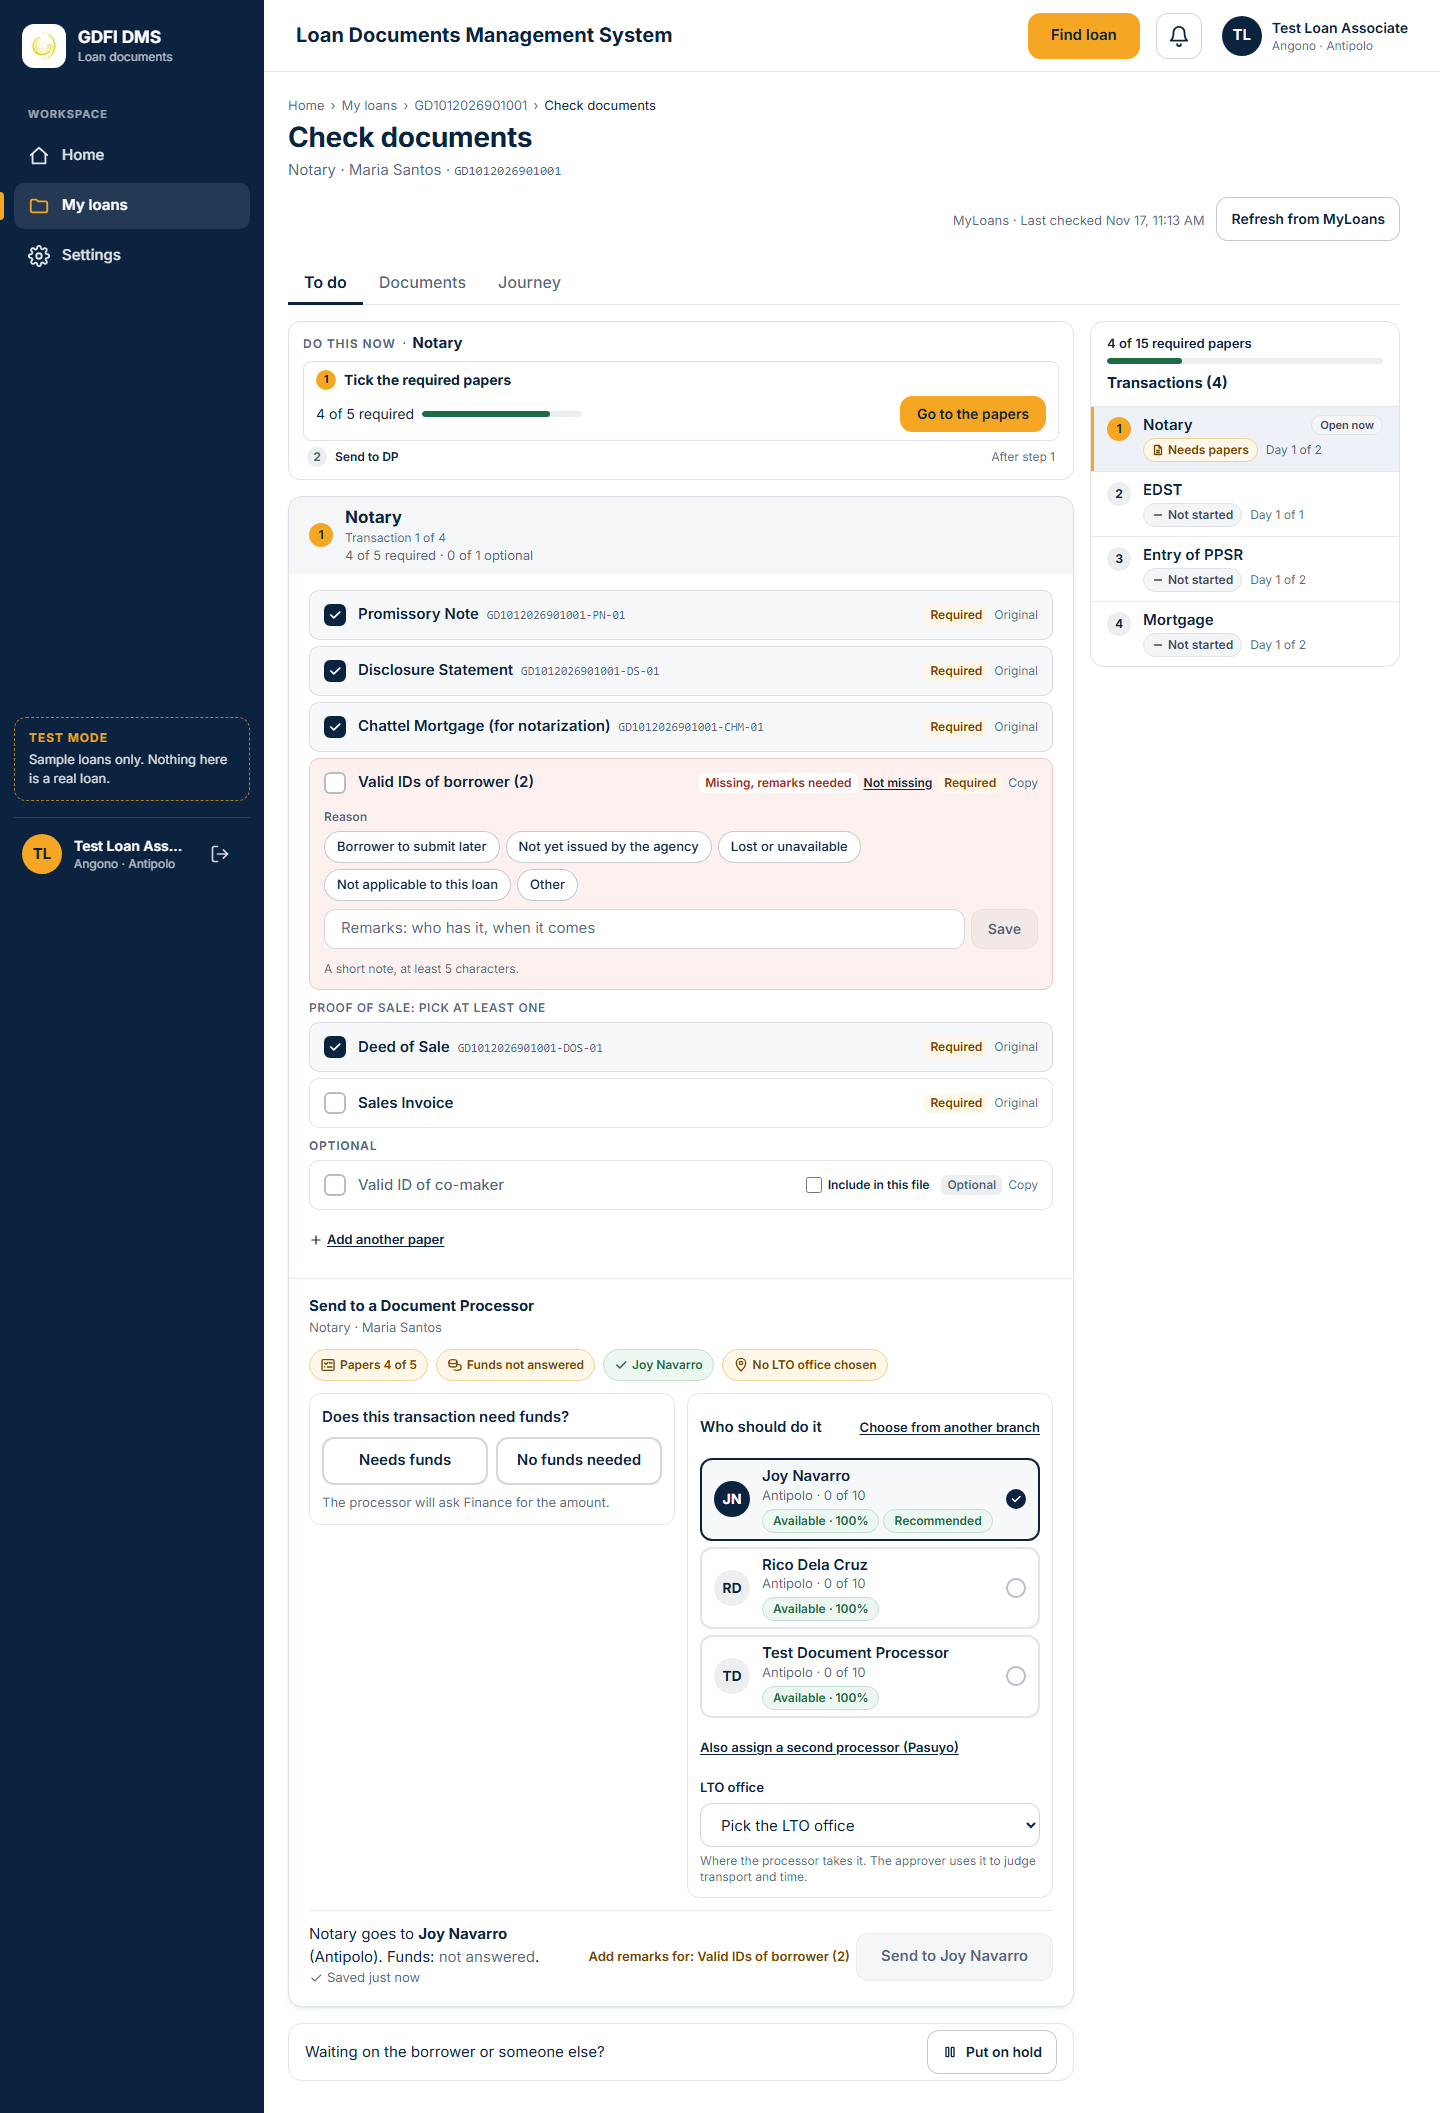 GDFI DMS
Loan documents
WORKSPACE
Home
My loans
Settings
TEST MODE
Sample loans only. Nothing here
is a real loan.
TL
Test Loan Ass...
Angono · Antipolo
Loan Documents Management System
Find loan
TL
Test Loan Associate
Angono · Antipolo
Home › My loans › GD1012026901001 › Check documents
Check documents
Notary · Maria Santos · GD1012026901001
MyLoans · Last checked Nov 17, 11:13 AM
Refresh from MyLoans
To do
Documents
Journey
DO THIS NOW · Notary
1 Tick the required papers
4 of 5 required
Go to the papers
2 Send to DP
After step 1
1
Notary
Transaction 1 of 4
4 of 5 required · 0 of 1 optional
Promissory Note GD1012026901001-PN-01 Required Original
Disclosure Statement GD1012026901001-DS-01 Required Original
Chattel Mortgage (for notarization) GD1012026901001-CHM-01 Required Original
Valid IDs of borrower (2) Missing, remarks needed Not missing Required Copy
Reason
Borrower to submit later
Not yet issued by the agency
Lost or unavailable
Not applicable to this loan
Other
Remarks: who has it, when it comes
Save
A short note, at least 5 characters.
PROOF OF SALE: PICK AT LEAST ONE
Deed of Sale GD1012026901001-DOS-01 Required Original
Sales Invoice Required Original
OPTIONAL
Valid ID of co-maker Include in this file Optional Copy
+ Add another paper
Send to a Document Processor
Notary · Maria Santos
Papers 4 of 5
Funds not answered
Joy Navarro
No LTO office chosen
Does this transaction need funds?
Needs funds
No funds needed
The processor will ask Finance for the amount.
Who should do it
Choose from another branch
JN
Joy Navarro
Antipolo · 0 of 10
Available · 100%
Recommended
RD
Rico Dela Cruz
Antipolo · 0 of 10
Available · 100%
TD
Test Document Processor
Antipolo · 0 of 10
Available · 100%
Also assign a second processor (Pasuyo)
LTO office
Pick the LTO office
Where the processor takes it. The approver uses it to judge
transport and time.
Notary goes to Joy Navarro
(Antipolo). Funds: not answered.
Saved just now
Add remarks for: Valid IDs of borrower (2)
Send to Joy Navarro
Waiting on the borrower or someone else?
Put on hold
4 of 15 required papers
Transactions (4)
1 Notary
Open now
Needs papers
Day 1 of 2
2 EDST
Not started
Day 1 of 1
3 Entry of PPSR
Not started
Day 1 of 2
4 Mortgage
Not started
Day 1 of 2